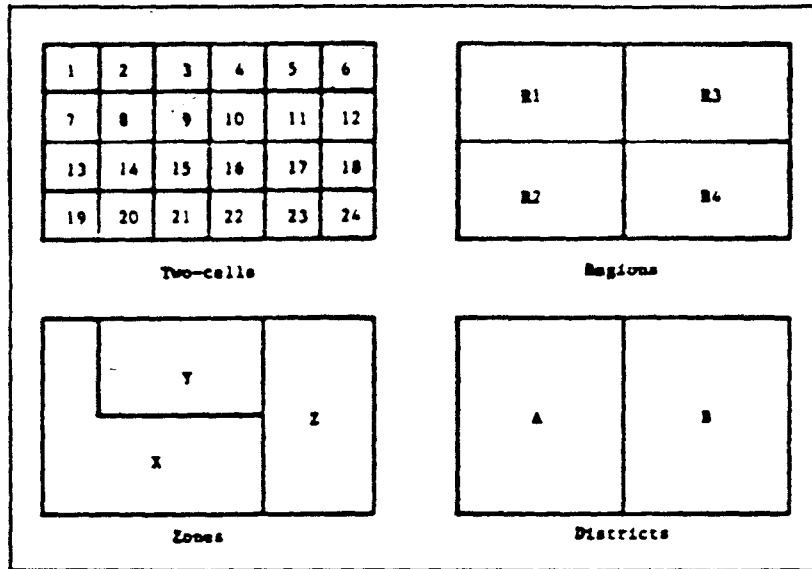 1 2 3 4 5 6
7 8 9 10 11 12
13 14 15 16 17 18
19 20 21 22 23 24
Two-cells
R1 R3
R2 R4
Regions
Y
X
Z
Zones
A B
Districts